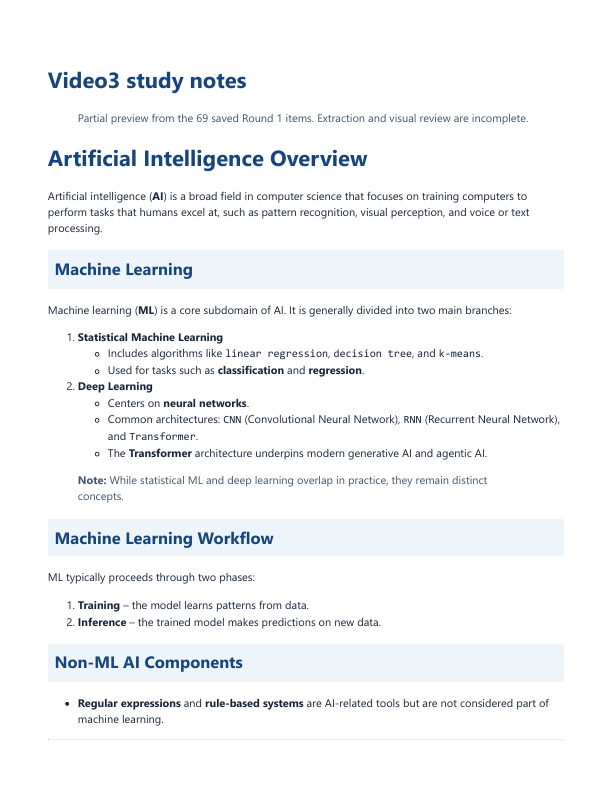 Video3 study notes
Partial preview from the 69 saved Round 1 items. Extraction and visual review are incomplete.
Artificial Intelligence Overview
Artificial intelligence (AI) is a broad field in computer science that focuses on training computers to
perform tasks that humans excel at, such as pattern recognition, visual perception, and voice or text
processing.
Machine Learning
Machine learning (ML) is a core subdomain of AI. It is generally divided into two main branches:
1. Statistical Machine Learning
◦ Includes algorithms like linear regression, decision tree, and k-means.
◦ Used for tasks such as classification and regression.
2. Deep Learning
◦ Centers on neural networks.
◦ Common architectures: CNN (Convolutional Neural Network), RNN (Recurrent Neural Network),
and Transformer.
◦ The Transformer architecture underpins modern generative AI and agentic AI.
Note: While statistical ML and deep learning overlap in practice, they remain distinct
concepts.
Machine Learning Workflow
ML typically proceeds through two phases:
1. Training – the model learns patterns from data.
2. Inference – the trained model makes predictions on new data.
Non-ML AI Components
• Regular expressions and rule-based systems are AI-related tools but are not considered part of
machine learning.